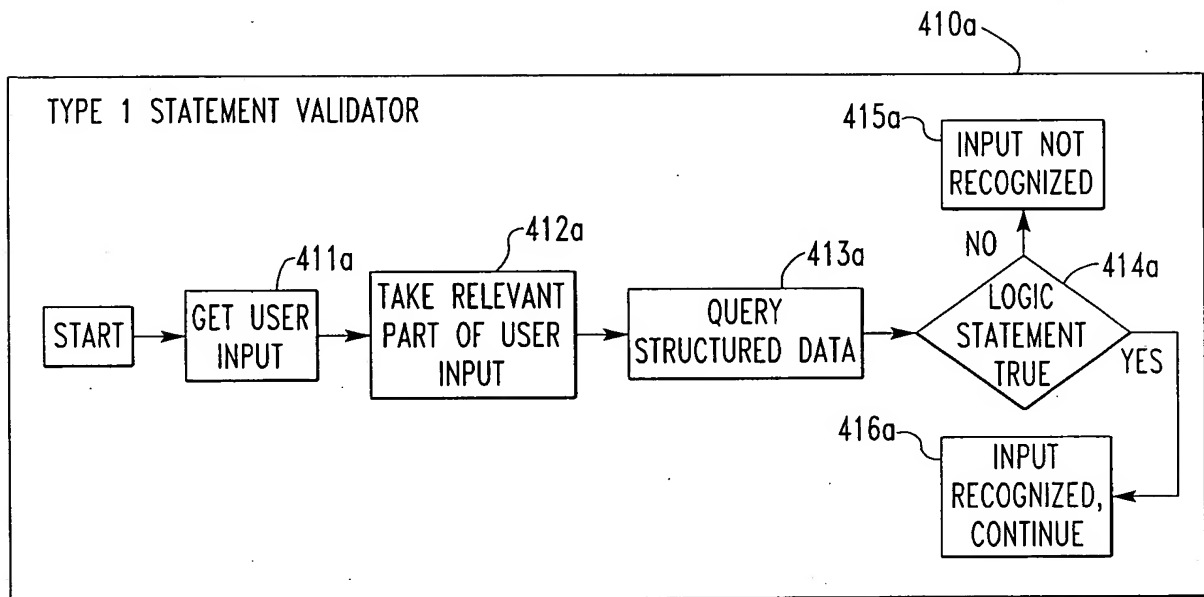 410a
TYPE 1 STATEMENT VALIDATOR
415a
INPUT NOT
RECOGNIZED
411a
412a
413a
NO
414a
START
GET USER
INPUT
TAKE RELEVANT
PART OF USER
INPUT
QUERY
STRUCTURED DATA
LOGIC
STATEMENT
TRUE
YES
416a
INPUT
RECOGNIZED,
CONTINUE